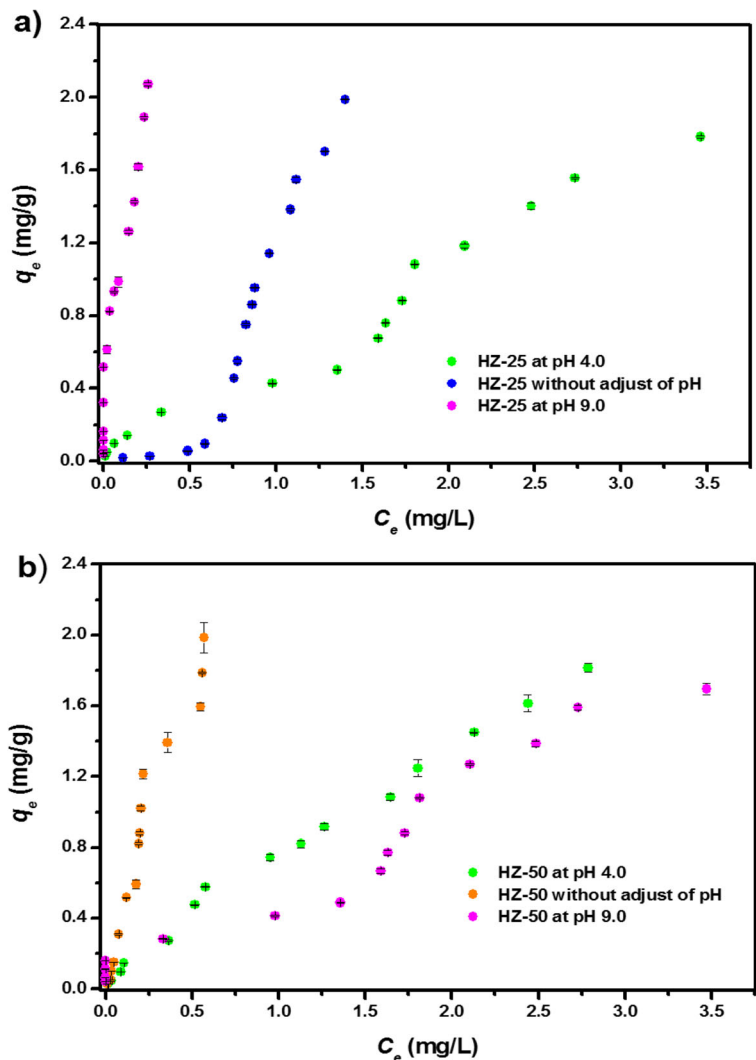 a)
2.4
2.0
1.6
1.2
0.8
0.4
0.0
qe (mg/g)
HZ-25 at pH 4.0
HZ-25 without adjust of pH
HZ-25 at pH 9.0
0.0 0.5 1.0 1.5 2.0 2.5 3.0 3.5
Ce (mg/L)
b)
2.4
2.0
1.6
1.2
0.8
0.4
0.0
qe (mg/g)
HZ-50 at pH 4.0
HZ-50 without adjust of pH
HZ-50 at pH 9.0
0.0 0.5 1.0 1.5 2.0 2.5 3.0 3.5
Ce (mg/L)